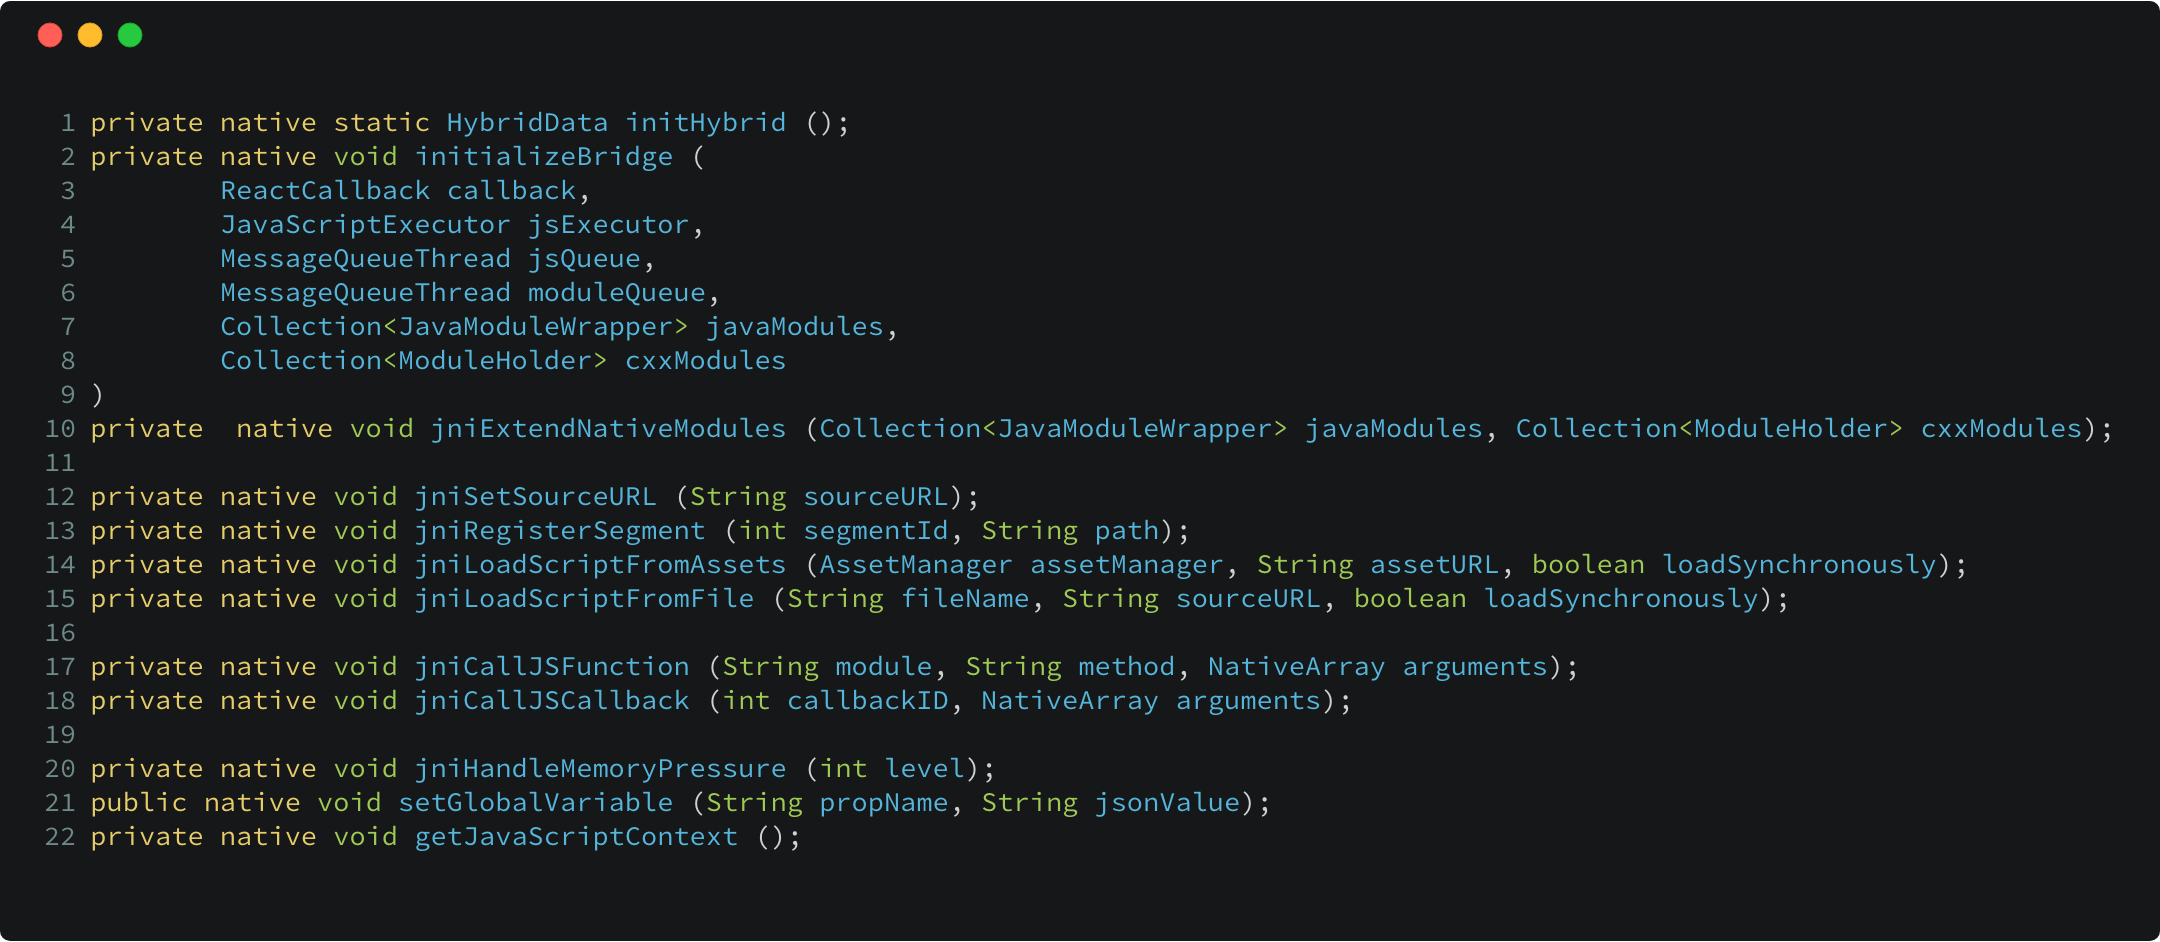 1 private native static HybridData initHybrid ();
2 private native void initializeBridge (
3         ReactCallback callback,
4         JavaScriptExecutor jsExecutor,
5         MessageQueueThread jsQueue,
6         MessageQueueThread moduleQueue,
7         Collection<JavaModuleWrapper> javaModules,
8         Collection<ModuleHolder> cxxModules
9 )
10 private  native void jniExtendNativeModules (Collection<JavaModuleWrapper> javaModules, Collection<ModuleHolder> cxxModules);
11
12 private native void jniSetSourceURL (String sourceURL);
13 private native void jniRegisterSegment (int segmentId, String path);
14 private native void jniLoadScriptFromAssets (AssetManager assetManager, String assetURL, boolean loadSynchronously);
15 private native void jniLoadScriptFromFile (String fileName, String sourceURL, boolean loadSynchronously);
16
17 private native void jniCallJSFunction (String module, String method, NativeArray arguments);
18 private native void jniCallJSCallback (int callbackID, NativeArray arguments);
19
20 private native void jniHandleMemoryPressure (int level);
21 public native void setGlobalVariable (String propName, String jsonValue);
22 private native void getJavaScriptContext ();